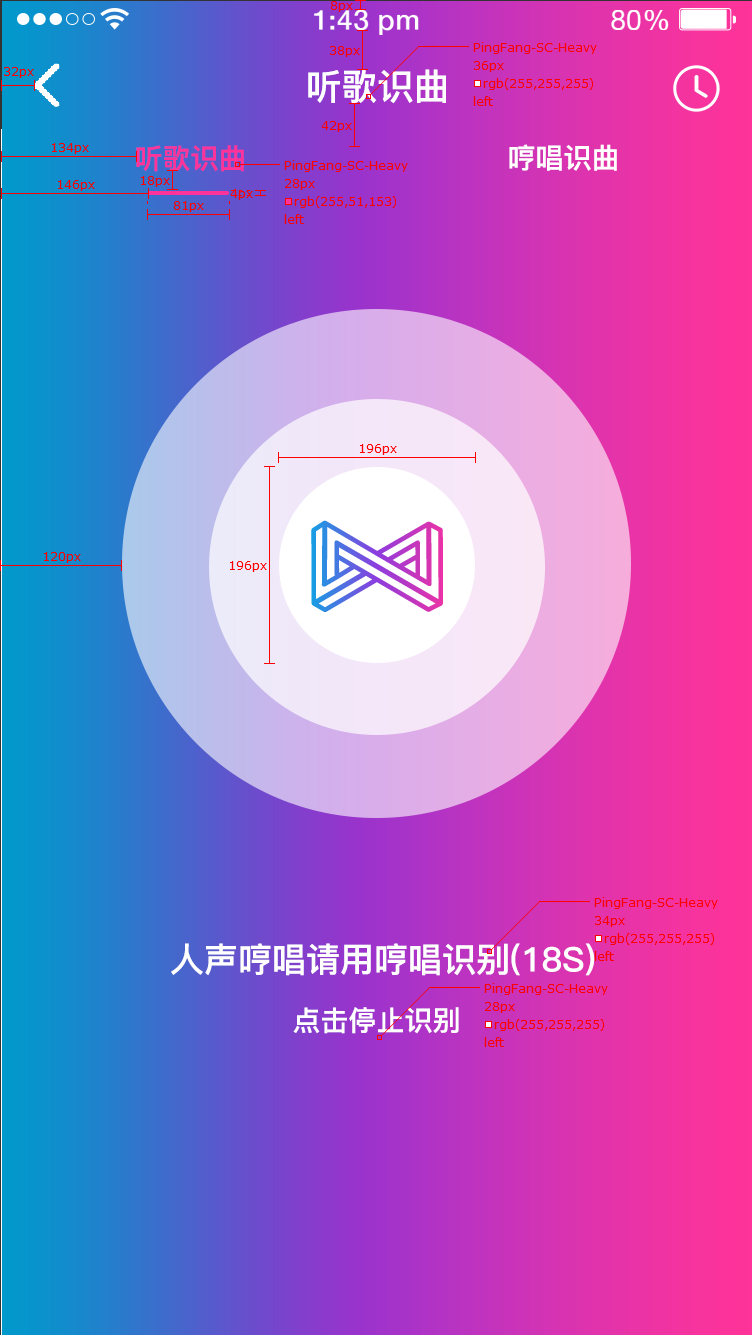 8px
1:43 pm
80%
38px
PingFang-SC-Heavy
36px
rgb(255,255,255)
left
32px
听歌识曲
42px
134px
听歌识曲
哼唱识曲
PingFang-SC-Heavy
28px
rgb(255,51,153)
left
18px
146px
4px
81px
196px
196px
120px
PingFang-SC-Heavy
34px
rgb(255,255,255)
left
人声哼唱请用哼唱识别(18S)
PingFang-SC-Heavy
28px
rgb(255,255,255)
left
点击停止识别